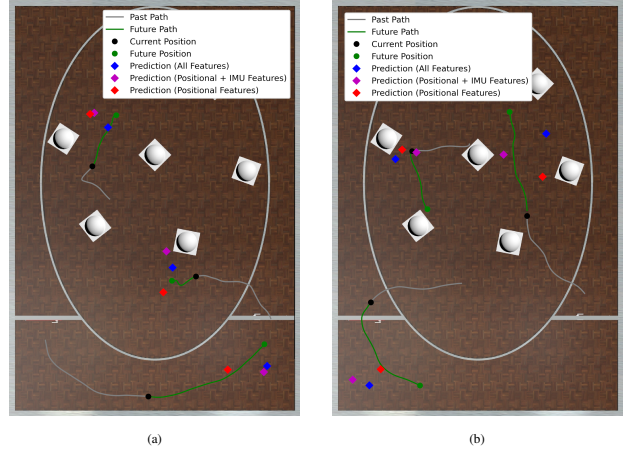 Past Path
Future Path
Current Position
Future Position
Prediction (All Features)
Prediction (Positional + IMU Features)
Prediction (Positional Features)
Past Path
Future Path
Current Position
Future Position
Prediction (All Features)
Prediction (Positional + IMU Features)
Prediction (Positional Features)
(a)
(b)